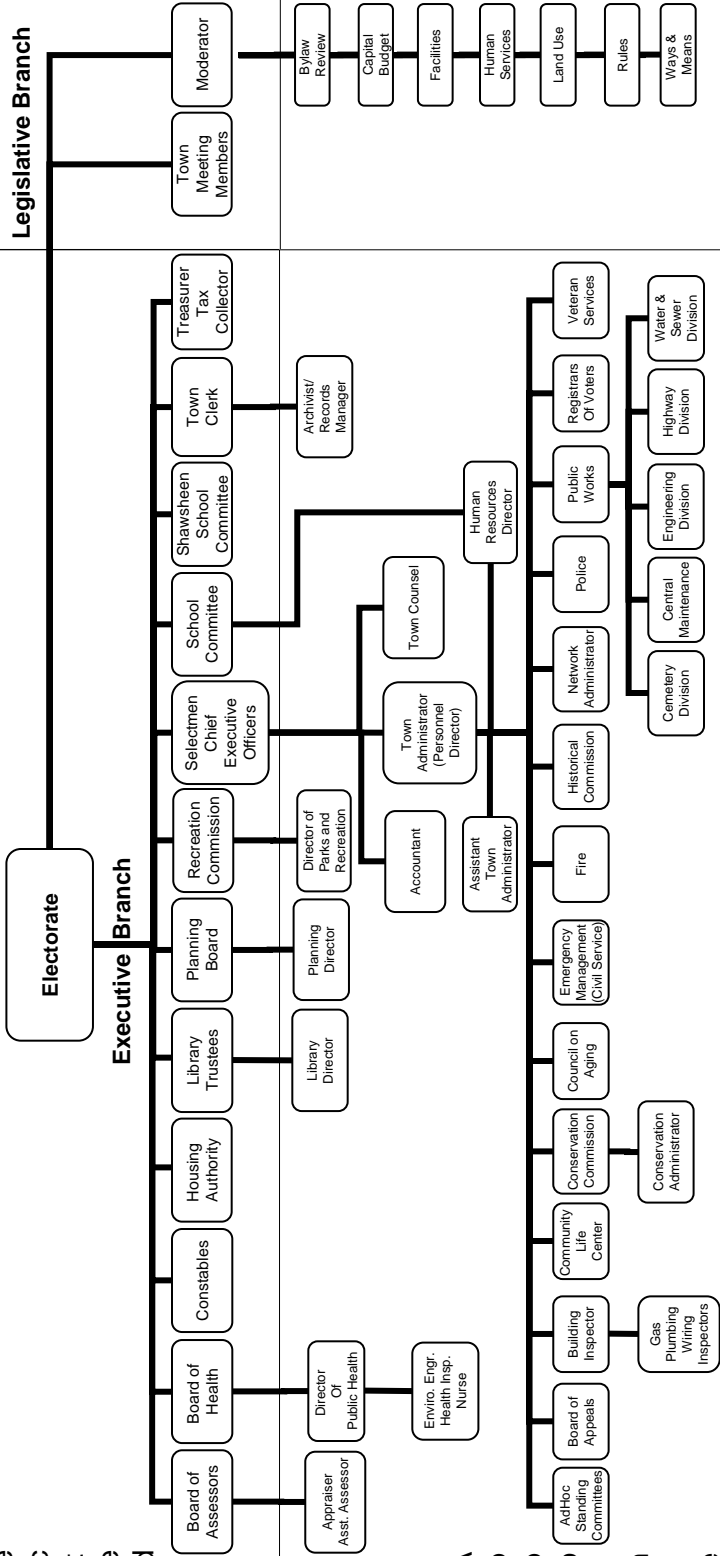 Electorate
Executive Branch
Legislative Branch
Board of
Assessors
Board of
Health
Constables
Housing
Authority
Library
Trustees
Planning
Board
Recreation
Commission
Selectmen
Chief
Executive
Officers
School
Committee
Shawsheen
School
Committee
Town
Clerk
Treasurer
Tax
Collector
Town
Meeting
Members
Moderator
Appraiser
Asst. Assessor
Director
Of
Public Health
Enviro. Engr.
Health Insp.
Nurse
Library
Director
Planning
Director
Director of
Parks and
Recreation
Archivist/
Records
Manager
Bylaw
Review
Capital
Budget
Facilities
Human
Services
Land Use
Rules
Ways &
Means
Accountant
Town
Administrator
(Personnel
Director)
Town Counsel
Assistant
Town
Administrator
Human
Resources
Director
AdHoc
Standing
Committees
Board of
Appeals
Building
Inspector
Community
Life
Center
Conservation
Commission
Council on
Aging
Emergency
Management
(Civil Service)
Fire
Historical
Commission
Network
Administrator
Police
Public
Works
Registrars
Of Voters
Veteran
Services
Gas
Plumbing
Wiring
Inspectors
Conservation
Administrator
Cemetery
Division
Central
Maintenance
Engineering
Division
Highway
Division
Water &
Sewer
Division